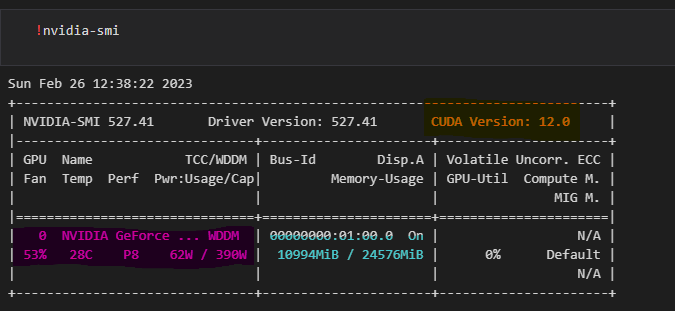 !nvidia-smi
Sun Feb 26 12:38:22 2023
+-----------------------------------------------------------------------------+
| NVIDIA-SMI 527.41       Driver Version: 527.41       CUDA Version: 12.0     |
|-------------------------------+----------------------+----------------------+
| GPU  Name            TCC/WDDM | Bus-Id        Disp.A | Volatile Uncorr. ECC |
| Fan  Temp  Perf  Pwr:Usage/Cap|         Memory-Usage | GPU-Util  Compute M. |
|                               |                      |               MIG M. |
|===============================+======================+======================|
|   0  NVIDIA GeForce ... WDDM  | 00000000:01:00.0  On |                  N/A |
| 53%   28C    P8    62W / 390W |  10994MiB / 24576MiB |      0%      Default |
|                               |                      |                  N/A |
+-------------------------------+----------------------+----------------------+